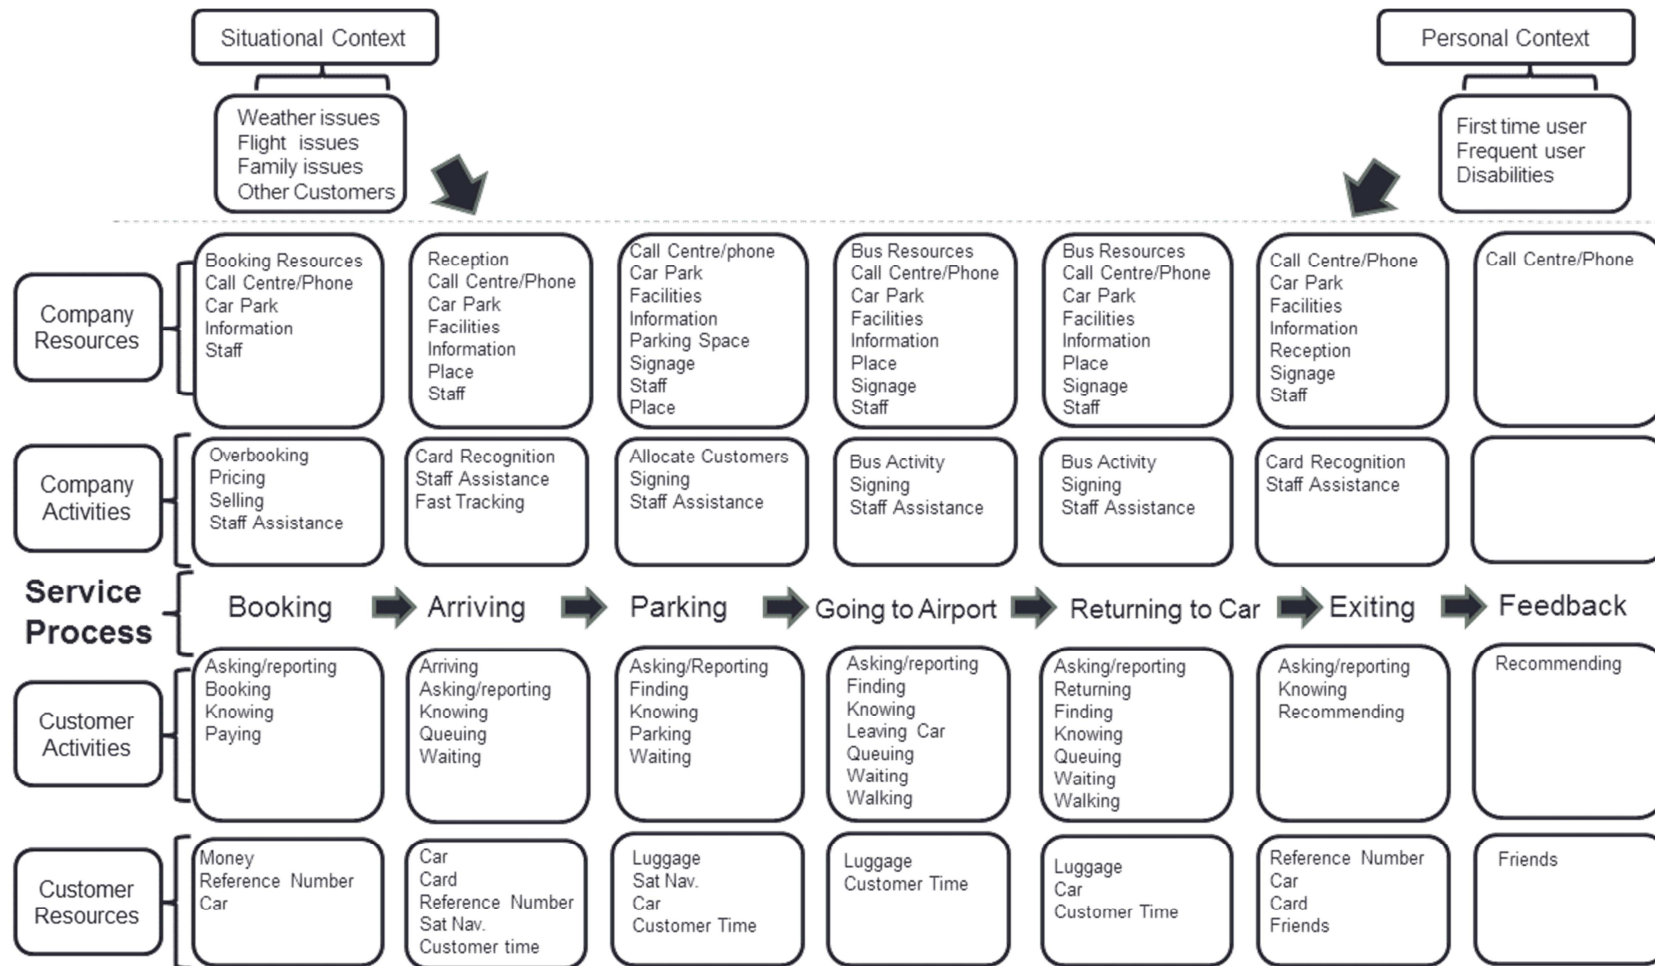 Situational Context
Personal Context
Weather issues
Flight issues
Family issues
Other Customers
First time user
Frequent user
Disabilities
Company
Resources
Booking Resources
Call Centre/Phone
Car Park
Information
Staff
Reception
Call Centre/Phone
Car Park
Facilities
Information
Place
Staff
Call Centre/phone
Car Park
Facilities
Information
Parking Space
Signage
Staff
Place
Bus Resources
Call Centre/Phone
Car Park
Facilities
Information
Place
Signage
Staff
Bus Resources
Call Centre/Phone
Car Park
Facilities
Information
Place
Signage
Staff
Call Centre/Phone
Car Park
Facilities
Information
Reception
Signage
Staff
Call Centre/Phone
Company
Activities
Overbooking
Pricing
Selling
Staff Assistance
Card Recognition
Staff Assistance
Fast Tracking
Allocate Customers
Signing
Staff Assistance
Bus Activity
Signing
Staff Assistance
Bus Activity
Signing
Staff Assistance
Card Recognition
Staff Assistance
Service
Process
Booking
Arriving
Parking
Going to Airport
Returning to Car
Exiting
Feedback
Customer
Activities
Asking/reporting
Booking
Knowing
Paying
Arriving
Asking/reporting
Knowing
Queuing
Waiting
Asking/Reporting
Finding
Knowing
Parking
Waiting
Asking/reporting
Finding
Knowing
Leaving Car
Queuing
Waiting
Walking
Asking/reporting
Returning
Finding
Knowing
Queuing
Waiting
Walking
Asking/reporting
Knowing
Recommending
Recommending
Customer
Resources
Money
Reference Number
Car
Car
Card
Reference Number
Sat Nav.
Customer time
Luggage
Sat Nav.
Car
Customer Time
Luggage
Customer Time
Luggage
Car
Customer Time
Reference Number
Car
Card
Friends
Friends